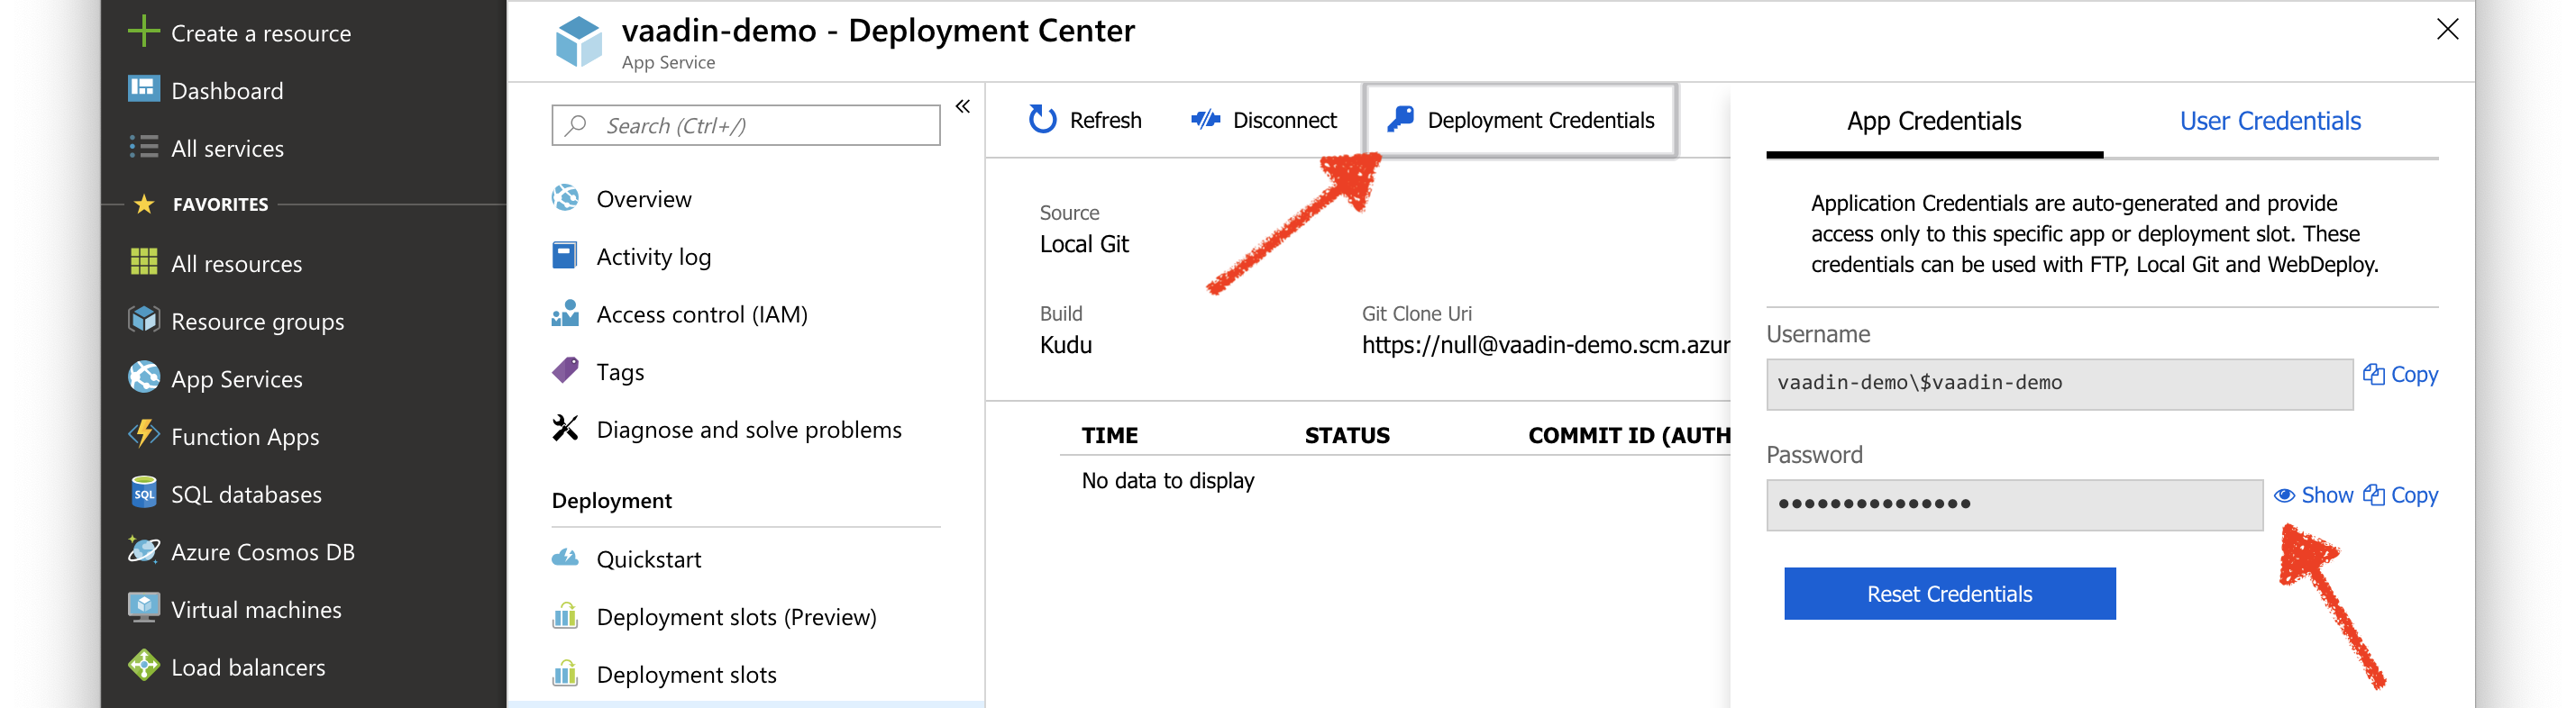 Create a resource
Dashboard
All services
FAVORITES
All resources
Resource groups
App Services
Function Apps
SQL databases
Azure Cosmos DB
Virtual machines
Load balancers
vaadin-demo - Deployment Center
App Service
Search (Ctrl+/)
«
Overview
Activity log
Access control (IAM)
Tags
Diagnose and solve problems
Deployment
Quickstart
Deployment slots (Preview)
Deployment slots
Refresh
Disconnect
Deployment Credentials
Source
Local Git
Build
Kudu
Git Clone Uri
https://null@vaadin-demo.scm.azur
TIME STATUS COMMIT ID (AUTH
No data to display
App Credentials
User Credentials
Application Credentials are auto-generated and provide
access only to this specific app or deployment slot. These
credentials can be used with FTP, Local Git and WebDeploy.
Username
vaadin-demo\$vaadin-demo
Copy
Password
•••••••••••••••
Show
Copy
Reset Credentials